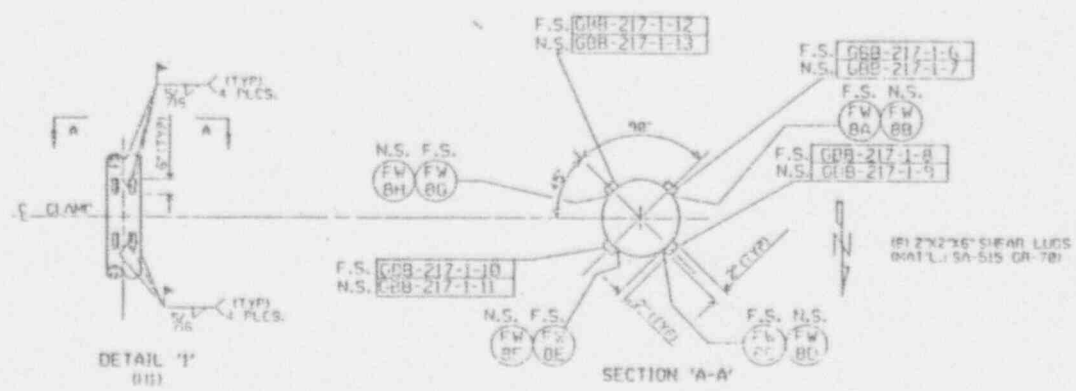 F.S. GBB-217-1-12
N.S. GBB-217-1-13
F.S. GBB-217-1-6
N.S. GBB-217-1-7
(TYP)
4 PLCS.
5/16
A A
6" (TYP)
90°
45°
F.S. N.S.
FW 8A FW 8B
F.S. GBB-217-1-8
N.S. GBB-217-1-9
N.S. F.S.
FW 8H FW 8G
℄ CLAMP
N
(8) 2"X2"X6" SHEAR LUGS
(MAT'L.: SA-515 GR-70)
F.S. GBB-217-1-10
N.S. GBB-217-1-11
2" (TYP)
2" (TYP)
(TYP)
4 PLCS.
5/16
N.S. F.S.
FW 8F FW 8E
F.S. N.S.
FW FW 8D
DETAIL '1'
SECTION 'A-A'